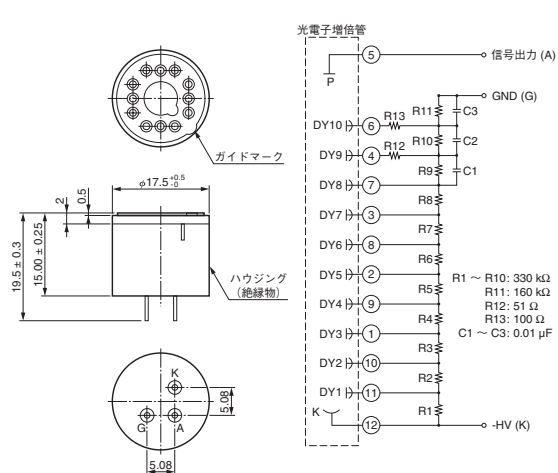 ガイドマーク
φ17.5 +0.5 -0
2
0.5
19.5 ± 0.3
15.00 ± 0.25
ハウジング
(絶縁物)
K
G
A
5.08
5.08
光電子増倍管
P
5
信号出力 (A)
GND (G)
R11
C3
DY10
6
R13
R10
C2
DY9
4
R12
R9
C1
DY8
7
R8
DY7
3
R7
DY6
8
R6
DY5
2
R5
DY4
9
R4
DY3
1
R3
DY2
10
R2
DY1
11
R1
K
12
-HV (K)
R1 ～ R10: 330 kΩ
R11: 160 kΩ
R12: 51 Ω
R13: 100 Ω
C1 ～ C3: 0.01 μF